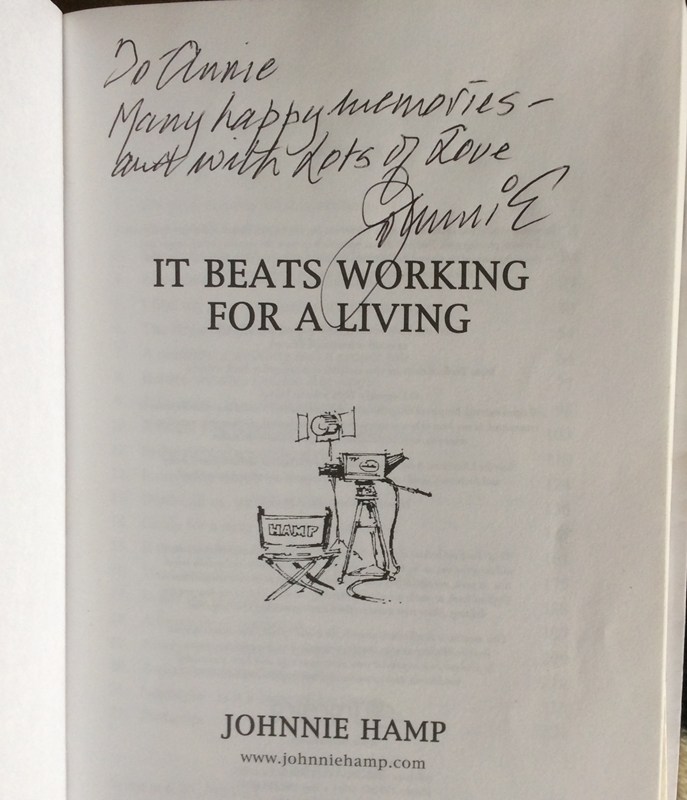 To Annie
Many happy memories -
and with Lots of Love
Johnnie
IT BEATS WORKING
FOR A LIVING
HAMP
JOHNNIE HAMP
www.johnniehamp.com